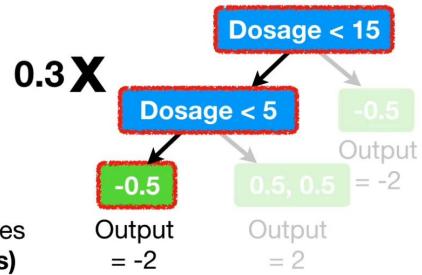 Dosage < 15
0.3 X
Dosage < 5
-0.5
Output
= -2
-0.5
0.5, 0.5
es
s)
Output
= -2
Output
= 2